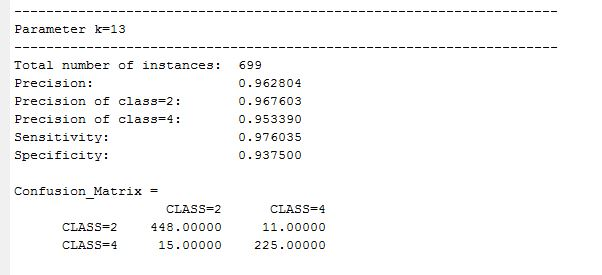 --------------------------------------------------------------------
Parameter k=13
--------------------------------------------------------------------
Total number of instances:  699
Precision:                  0.962804
Precision of class=2:       0.967603
Precision of class=4:       0.953390
Sensitivity:                0.976035
Specificity:                0.937500
Confusion_Matrix =
CLASS=2      CLASS=4
CLASS=2    448.00000     11.00000
CLASS=4     15.00000    225.00000